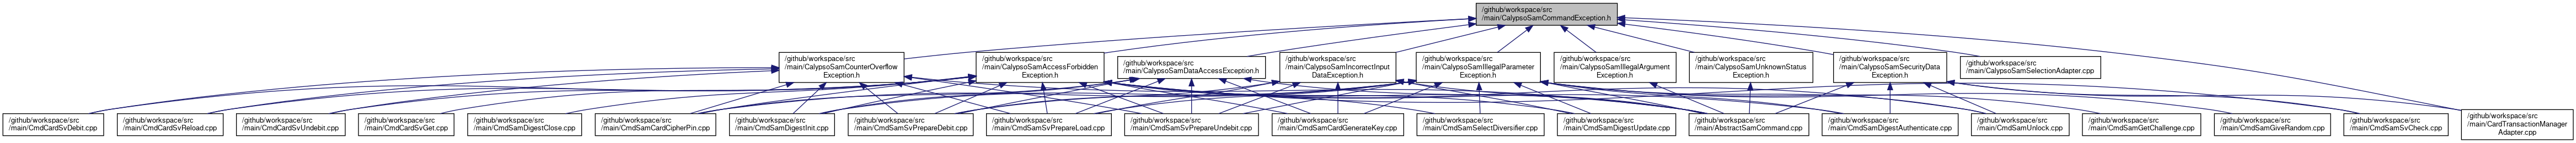 /github/workspace/src
/main/CalypsoSamCommandException.h
/github/workspace/src
/main/CalypsoSamCounterOverflow
Exception.h
/github/workspace/src
/main/CalypsoSamAccessForbidden
Exception.h
/github/workspace/src
/main/CalypsoSamDataAccessException.h
/github/workspace/src
/main/CalypsoSamIncorrectInput
DataException.h
/github/workspace/src
/main/CalypsoSamIllegalParameter
Exception.h
/github/workspace/src
/main/CalypsoSamIllegalArgument
Exception.h
/github/workspace/src
/main/CalypsoSamUnknownStatus
Exception.h
/github/workspace/src
/main/CalypsoSamSecurityData
Exception.h
/github/workspace/src
/main/CalypsoSamSelectionAdapter.cpp
/github/workspace/src
/main/CmdCardSvDebit.cpp
/github/workspace/src
/main/CmdCardSvReload.cpp
/github/workspace/src
/main/CmdCardSvUndebit.cpp
/github/workspace/src
/main/CmdCardSvGet.cpp
/github/workspace/src
/main/CmdSamDigestClose.cpp
/github/workspace/src
/main/CmdSamCardCipherPin.cpp
/github/workspace/src
/main/CmdSamDigestInit.cpp
/github/workspace/src
/main/CmdSamSvPrepareDebit.cpp
/github/workspace/src
/main/CmdSamSvPrepareLoad.cpp
/github/workspace/src
/main/CmdSamSvPrepareUndebit.cpp
/github/workspace/src
/main/CmdSamCardGenerateKey.cpp
/github/workspace/src
/main/CmdSamSelectDiversifier.cpp
/github/workspace/src
/main/CmdSamDigestUpdate.cpp
/github/workspace/src
/main/AbstractSamCommand.cpp
/github/workspace/src
/main/CmdSamDigestAuthenticate.cpp
/github/workspace/src
/main/CmdSamUnlock.cpp
/github/workspace/src
/main/CmdSamGetChallenge.cpp
/github/workspace/src
/main/CmdSamGiveRandom.cpp
/github/workspace/src
/main/CmdSamSvCheck.cpp
/github/workspace/src
/main/CardTransactionManager
Adapter.cpp